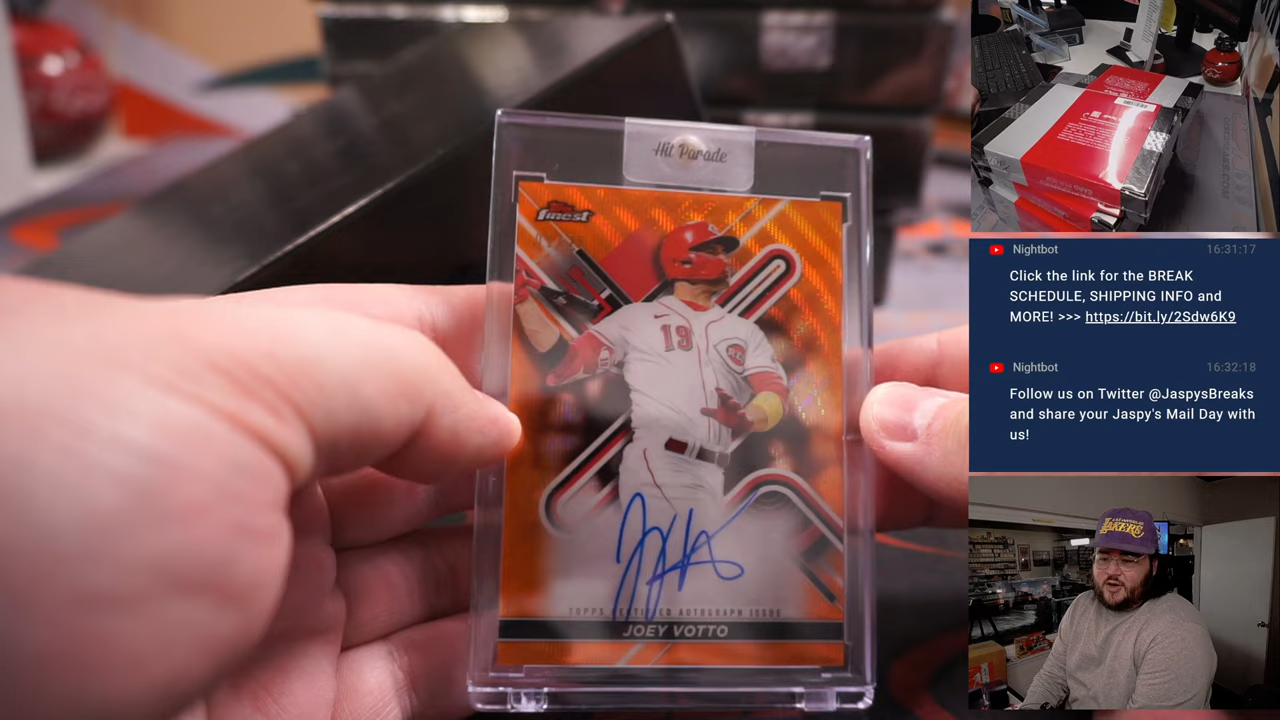 Hit Parade
Topps
finest
19
REDS
TOPPS CERTIFIED AUTOGRAPH ISSUE
JOEY VOTTO
Nightbot
16:31:17
Click the link for the BREAK
SCHEDULE, SHIPPING INFO and
MORE! >>> https://bit.ly/2Sdw6K9
Nightbot
16:32:18
Follow us on Twitter @JaspysBreaks
and share your Jaspy's Mail Day with
us!
LAKERS